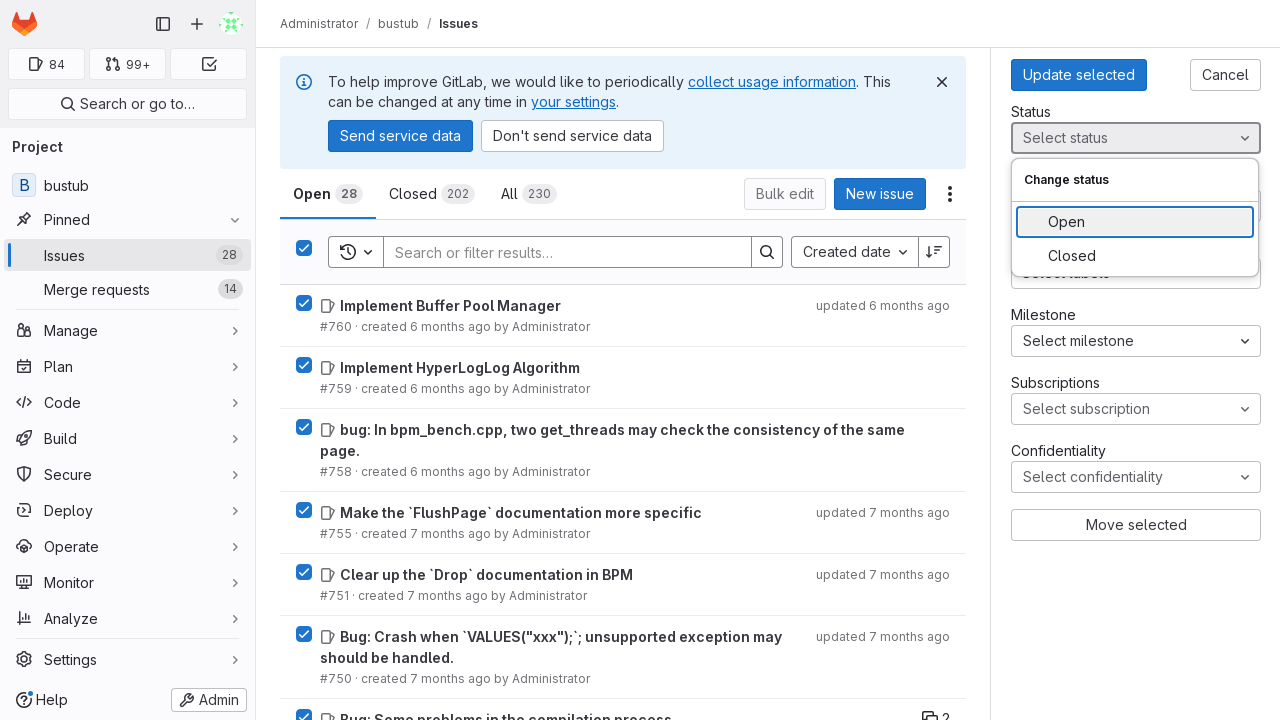 84
99+
Search or go to…
Project
B bustub
Pinned
Issues 28
Merge requests 14
Manage
Plan
Code
Build
Secure
Deploy
Operate
Monitor
Analyze
Settings
Help
Admin
Administrator / bustub / Issues
To help improve GitLab, we would like to periodically collect usage information. This
can be changed at any time in your settings.
Send service data
Don't send service data
Open 28
Closed 202
All 230
Bulk edit
New issue
Search or filter results…
Created date
Implement Buffer Pool Manager
updated 6 months ago
#760 · created 6 months ago by Administrator
Implement HyperLogLog Algorithm
#759 · created 6 months ago by Administrator
bug: In bpm_bench.cpp, two get_threads may check the consistency of the same
page.
#758 · created 6 months ago by Administrator
Make the `FlushPage` documentation more specific
updated 7 months ago
#755 · created 7 months ago by Administrator
Clear up the `Drop` documentation in BPM
updated 7 months ago
#751 · created 7 months ago by Administrator
Bug: Crash when `VALUES("xxx");`; unsupported exception may
should be handled.
updated 7 months ago
#750 · created 7 months ago by Administrator
Bug: Some problems in the compilation process
2
Update selected
Cancel
Status
Select status
Change status
Open
Closed
Milestone
Select milestone
Subscriptions
Select subscription
Confidentiality
Select confidentiality
Move selected